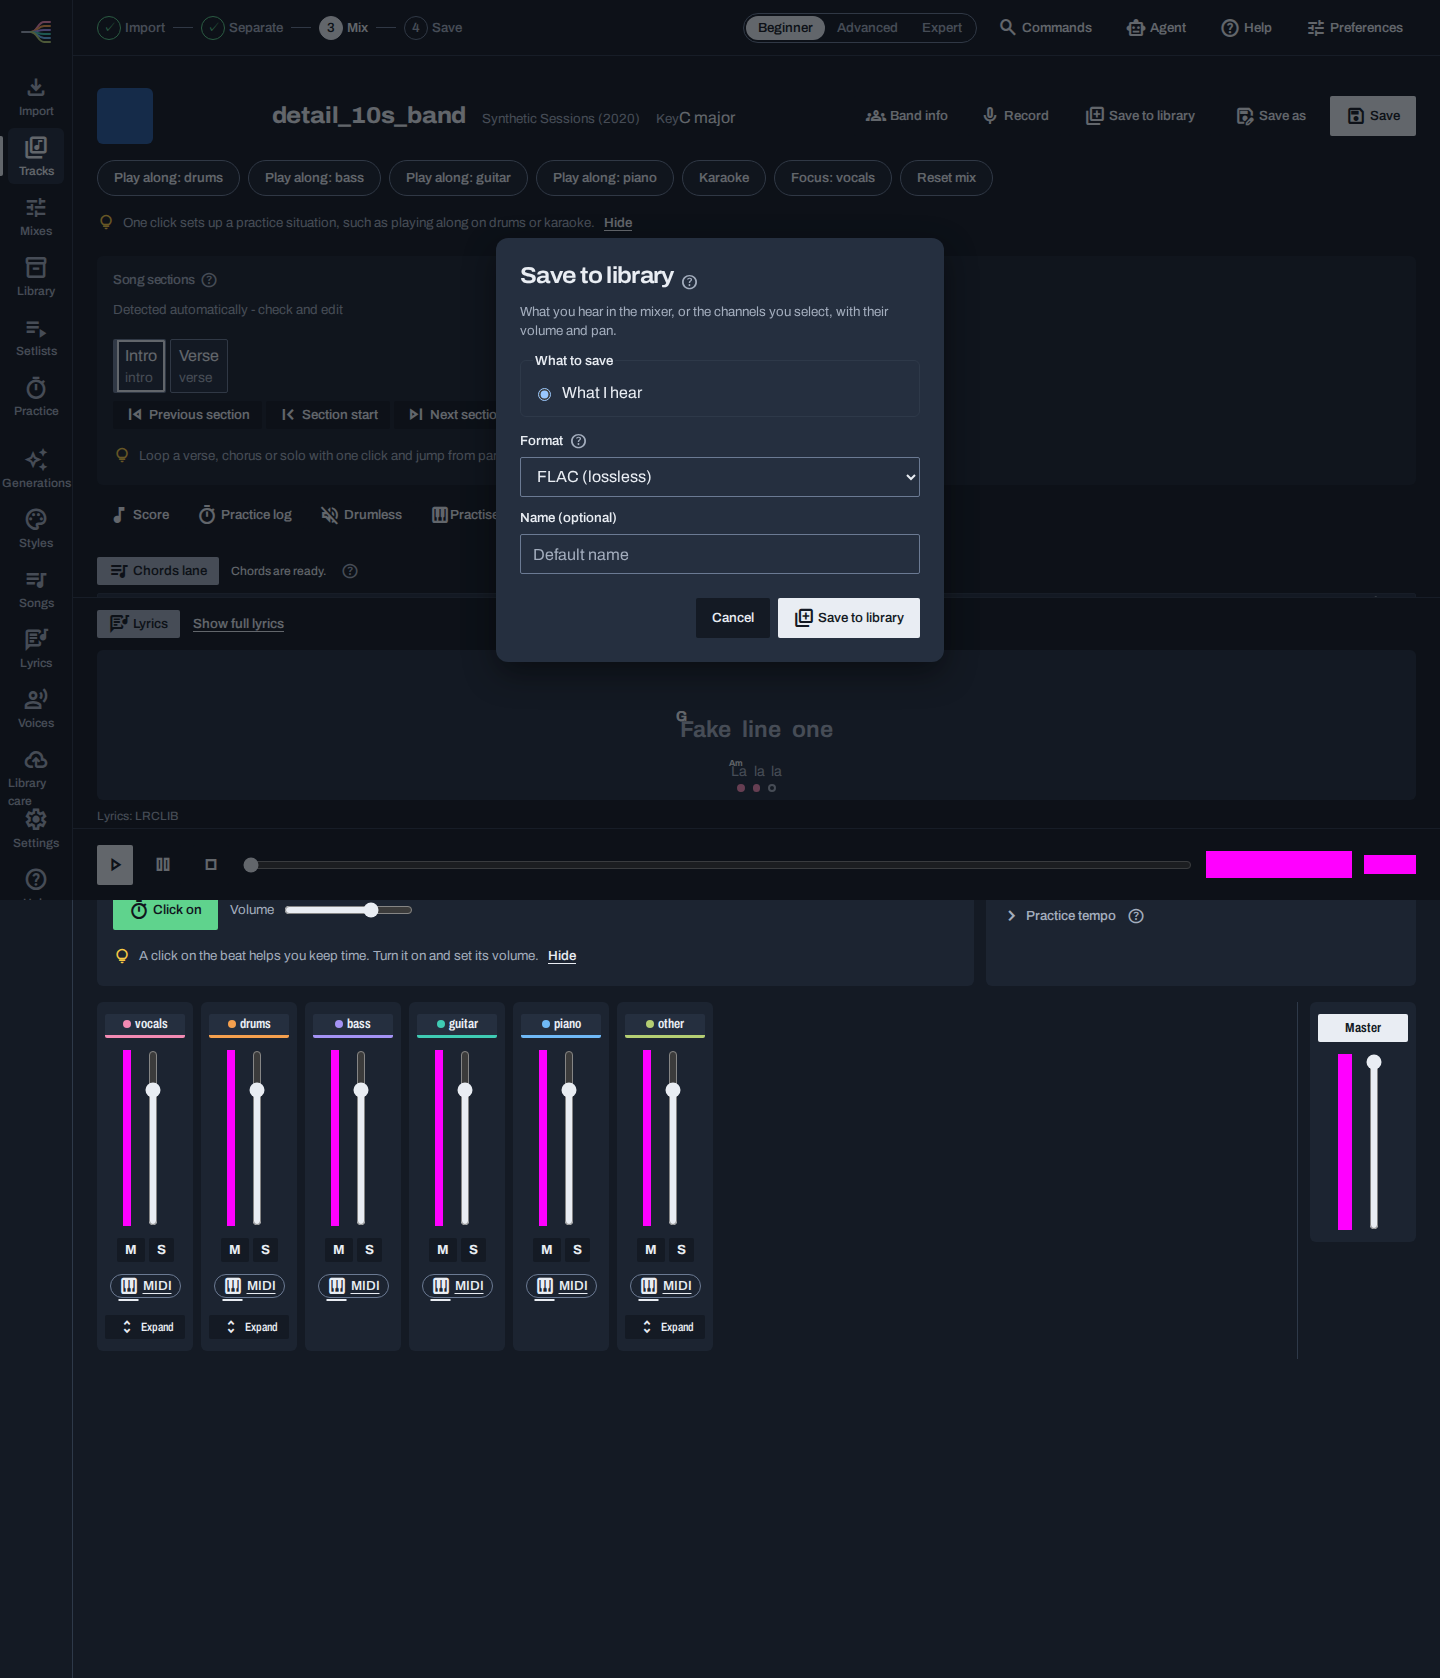 ✓ Import ✓ Separate 3 Mix 4 Save
Beginner Advanced Expert
Commands Agent Help Preferences
Import
Tracks
Mixes
Library
Setlists
Practice
Generations
Styles
Songs
Lyrics
Voices
Library
care
Settings
detail_10s_band Synthetic Sessions (2020) KeyC major
Band info Record Save to library Save as Save
Play along: drums Play along: bass Play along: guitar Play along: piano Karaoke Focus: vocals Reset mix
One click sets up a practice situation, such as playing along on drums or karaoke. Hide
Song sections
Detected automatically - check and edit
Intro
intro
Verse
verse
Previous section Section start Next sectio
Loop a verse, chorus or solo with one click and jump from par
Score Practice log Drumless Practise
Chords lane Chords are ready.
Save to library
What you hear in the mixer, or the channels you select, with their
volume and pan.
What to save
What I hear
Format
FLAC (lossless)
Name (optional)
Default name
Cancel Save to library
Lyrics Show full lyrics
G
Fake line one
Am
La la la
Lyrics: LRCLIB
Click on Volume
A click on the beat helps you keep time. Turn it on and set its volume. Hide
Practice tempo
vocals drums bass guitar piano other Master
M S M S M S M S M S M S
MIDI MIDI MIDI MIDI MIDI MIDI
Expand Expand Expand